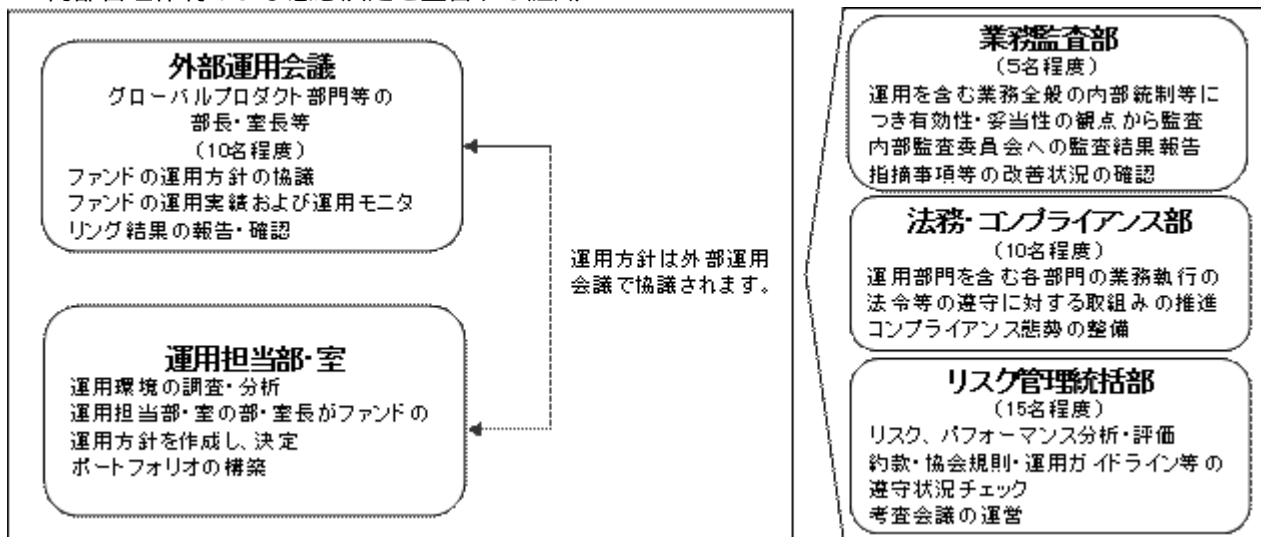 外部運用会議
グローバルプロダクト部門等の
部長・室長等
(10名程度)
ファンドの運用方針の協議
ファンドの運用実績および運用モニタ
リング結果の報告・確認
運用方針は外部運用
会議で協議されます。
運用担当部・室
運用環境の調査・分析
運用担当部・室の部・室長がファンドの
運用方針を作成し、決定
ポートフォリオの構築
業務監査部
(5名程度)
運用を含む業務全般の内部統制等に
つき有効性・妥当性の観点から監査
内部監査委員会への監査結果報告
指摘事項等の改善状況の確認
法務・コンプライアンス部
(10名程度)
運用部門を含む各部門の業務執行の
法令等の遵守に対する取組みの推進
コンプライアンス態勢の整備
リスク管理統括部
(15名程度)
リスク、パフォーマンス分析・評価
約款・協会規則・運用ガイドライン等の
遵守状況チェック
考査会議の運営